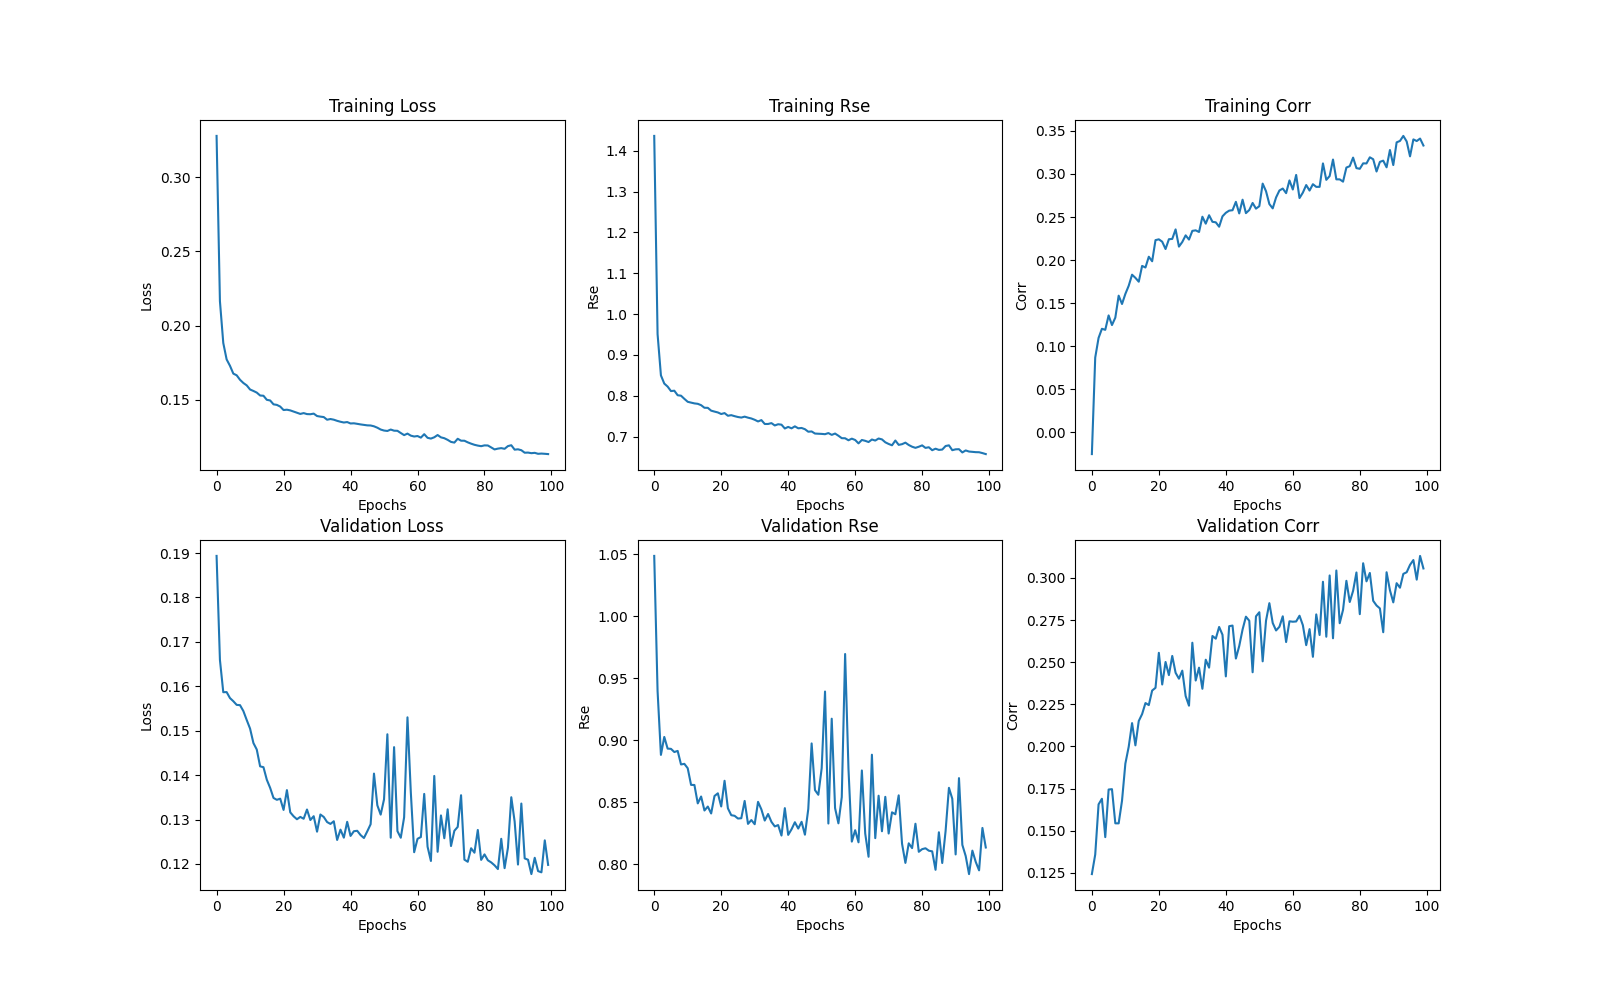 Training Loss
Training Rse
Training Corr
0.30
0.25
0.20
0.15
Loss
0 20 40 60 80 100
Epochs
1.4
1.3
1.2
1.1
1.0
0.9
0.8
0.7
Rse
0 20 40 60 80 100
Epochs
0.35
0.30
0.25
0.20
0.15
0.10
0.05
0.00
Corr
0 20 40 60 80 100
Epochs
Validation Loss
Validation Rse
Validation Corr
0.19
0.18
0.17
0.16
0.15
0.14
0.13
0.12
Loss
0 20 40 60 80 100
Epochs
1.05
1.00
0.95
0.90
0.85
0.80
Rse
0 20 40 60 80 100
Epochs
0.300
0.275
0.250
0.225
0.200
0.175
0.150
0.125
Corr
0 20 40 60 80 100
Epochs